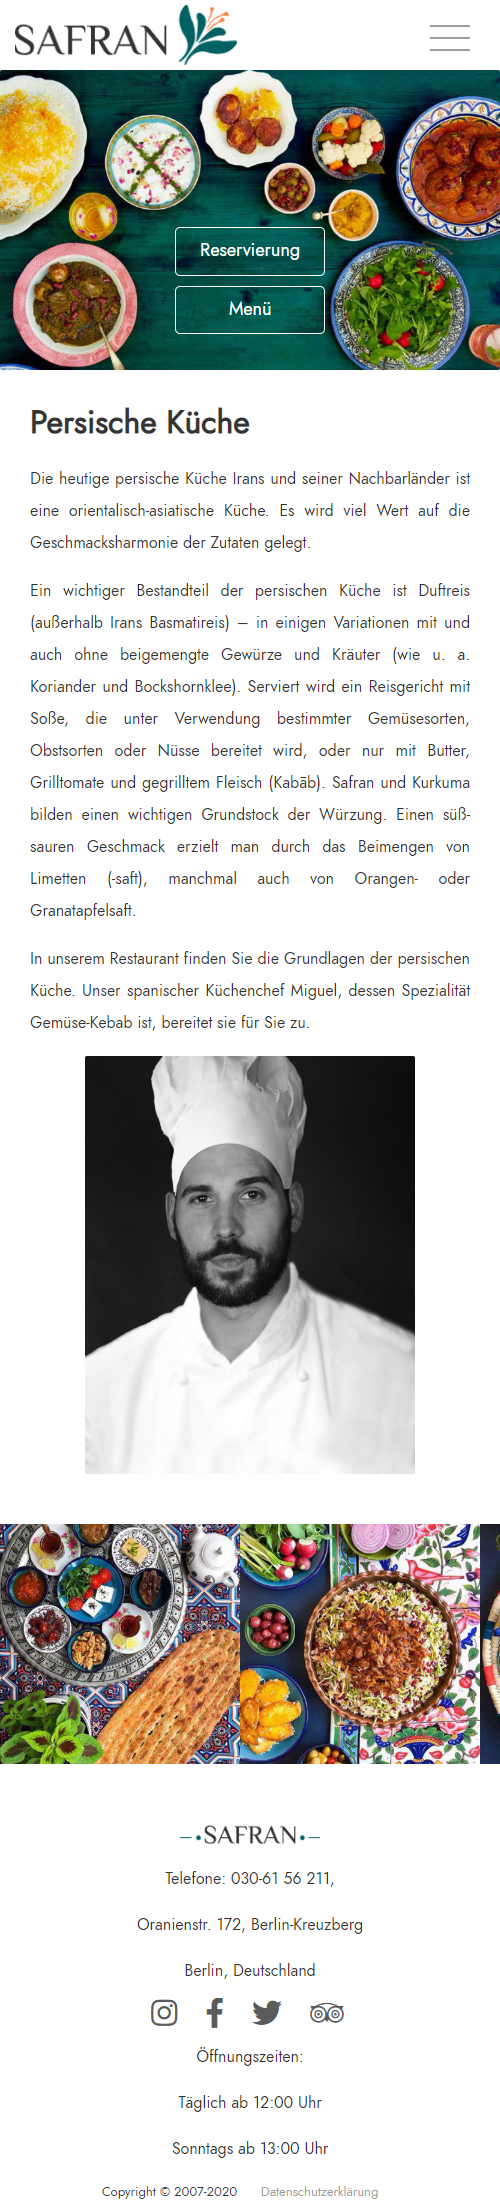 SAFRAN
Reservierung
Menü
Persische Küche
Die heutige persische Küche Irans und seiner Nachbarländer ist
eine orientalisch-asiatische Küche. Es wird viel Wert auf die
Geschmacksharmonie der Zutaten gelegt.
Ein wichtiger Bestandteil der persischen Küche ist Duftreis
(außerhalb Irans Basmatireis) – in einigen Variationen mit und
auch ohne beigemengte Gewürze und Kräuter (wie u. a.
Koriander und Bockshornklee). Serviert wird ein Reisgericht mit
Soße, die unter Verwendung bestimmter Gemüsesorten,
Obstsorten oder Nüsse bereitet wird, oder nur mit Butter,
Grilltomate und gegrilltem Fleisch (Kabāb). Safran und Kurkuma
bilden einen wichtigen Grundstock der Würzung. Einen süß-
sauren Geschmack erzielt man durch das Beimengen von
Limetten (-saft), manchmal auch von Orangen- oder
Granatapfelsaft.
In unserem Restaurant finden Sie die Grundlagen der persischen
Küche. Unser spanischer Küchenchef Miguel, dessen Spezialität
Gemüse-Kebab ist, bereitet sie für Sie zu.
SAFRAN
Telefone: 030-61 56 211,
Oranienstr. 172, Berlin-Kreuzberg
Berlin, Deutschland
Öffnungszeiten:
Täglich ab 12:00 Uhr
Sonntags ab 13:00 Uhr
Copyright © 2007-2020 Datenschutzerklärung